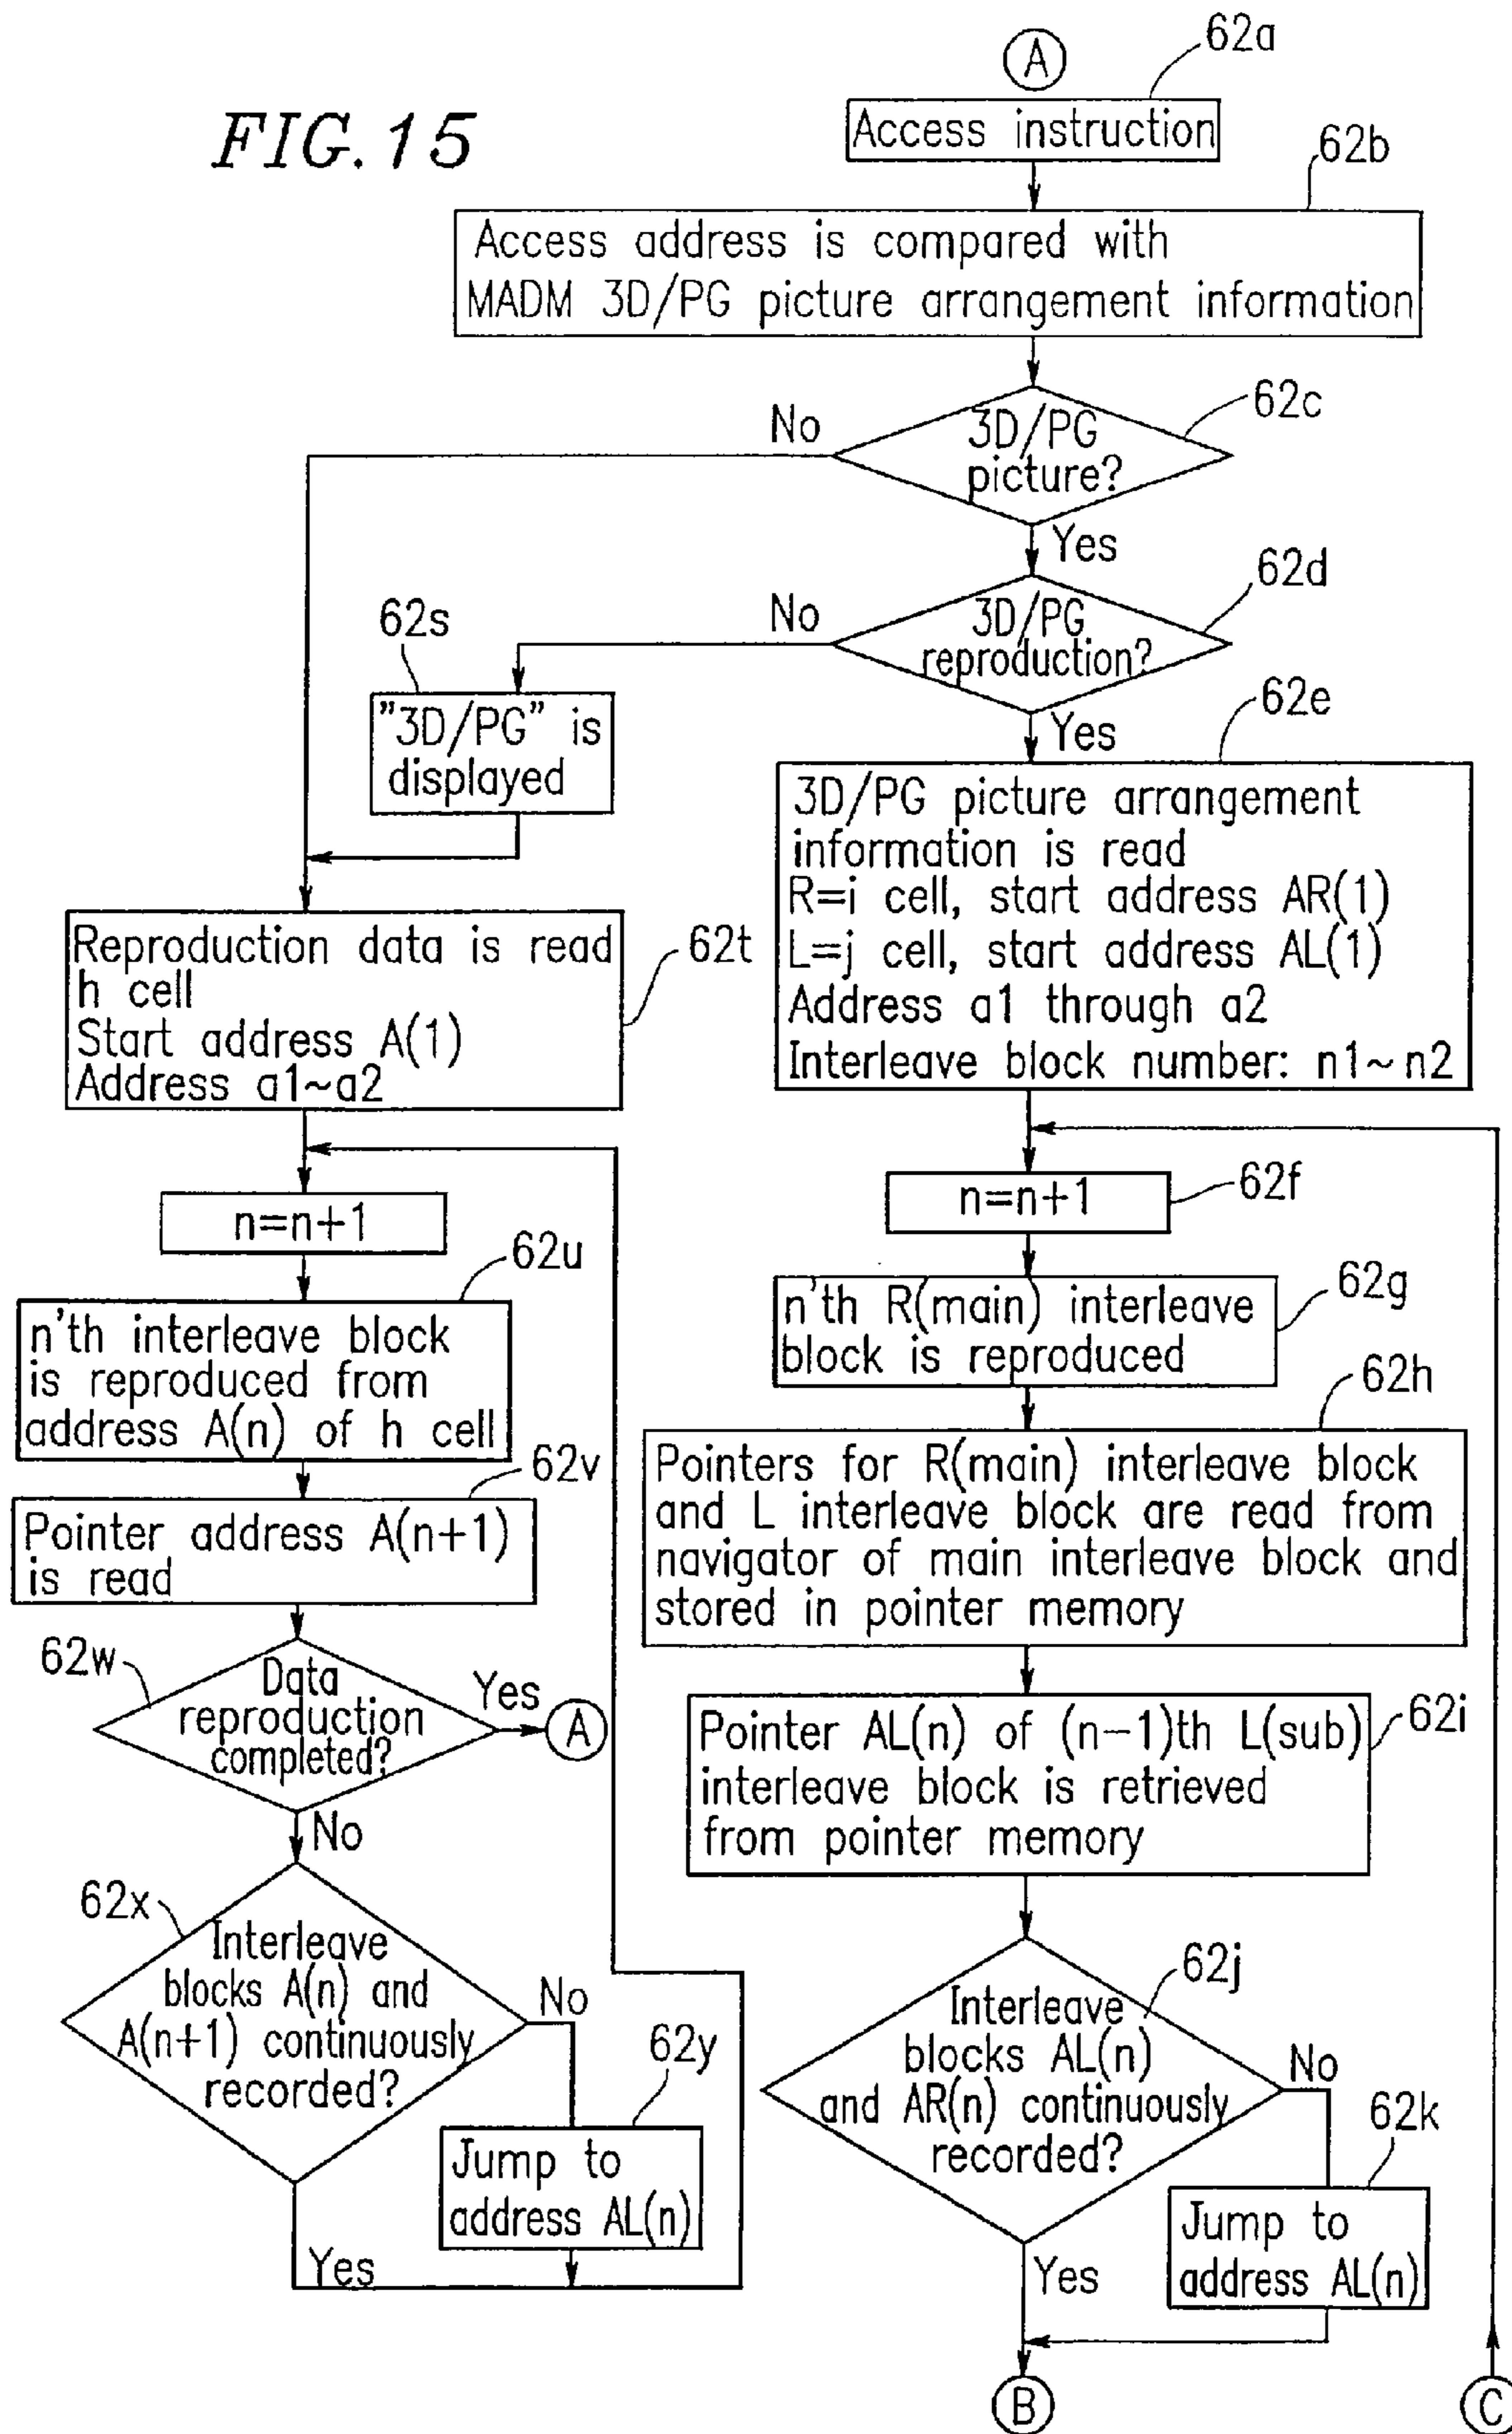 FIG. 15
A
62a
Access instruction
62b
Access address is compared with
MADM 3D/PG picture arrangement information
62c
3D/PG
picture?
No
Yes
62d
3D/PG
reproduction?
No
Yes
62s
"3D/PG" is
displayed
62e
3D/PG picture arrangement
information is read
R=i cell, start address AR(1)
L=j cell, start address AL(1)
Address a1 through a2
Interleave block number: n1~n2
Reproduction data is read
h cell
Start address A(1)
Address a1~a2
62t
n=n+1
62u
n'th interleave block
is reproduced from
address A(n) of h cell
62v
Pointer address A(n+1)
is read
62w
Data
reproduction
completed?
Yes
A
No
62x
Interleave
blocks A(n) and
A(n+1) continuously
recorded?
No
62y
Jump to
address AL(n)
Yes
n=n+1
62f
n'th R(main) interleave
block is reproduced
62g
62h
Pointers for R(main) interleave block
and L interleave block are read from
navigator of main interleave block and
stored in pointer memory
Pointer AL(n) of (n-1)th L(sub)
interleave block is retrieved
from pointer memory
62i
62j
Interleave
blocks AL(n)
and AR(n) continuously
recorded?
No
62k
Jump to
address AL(n)
Yes
B
C